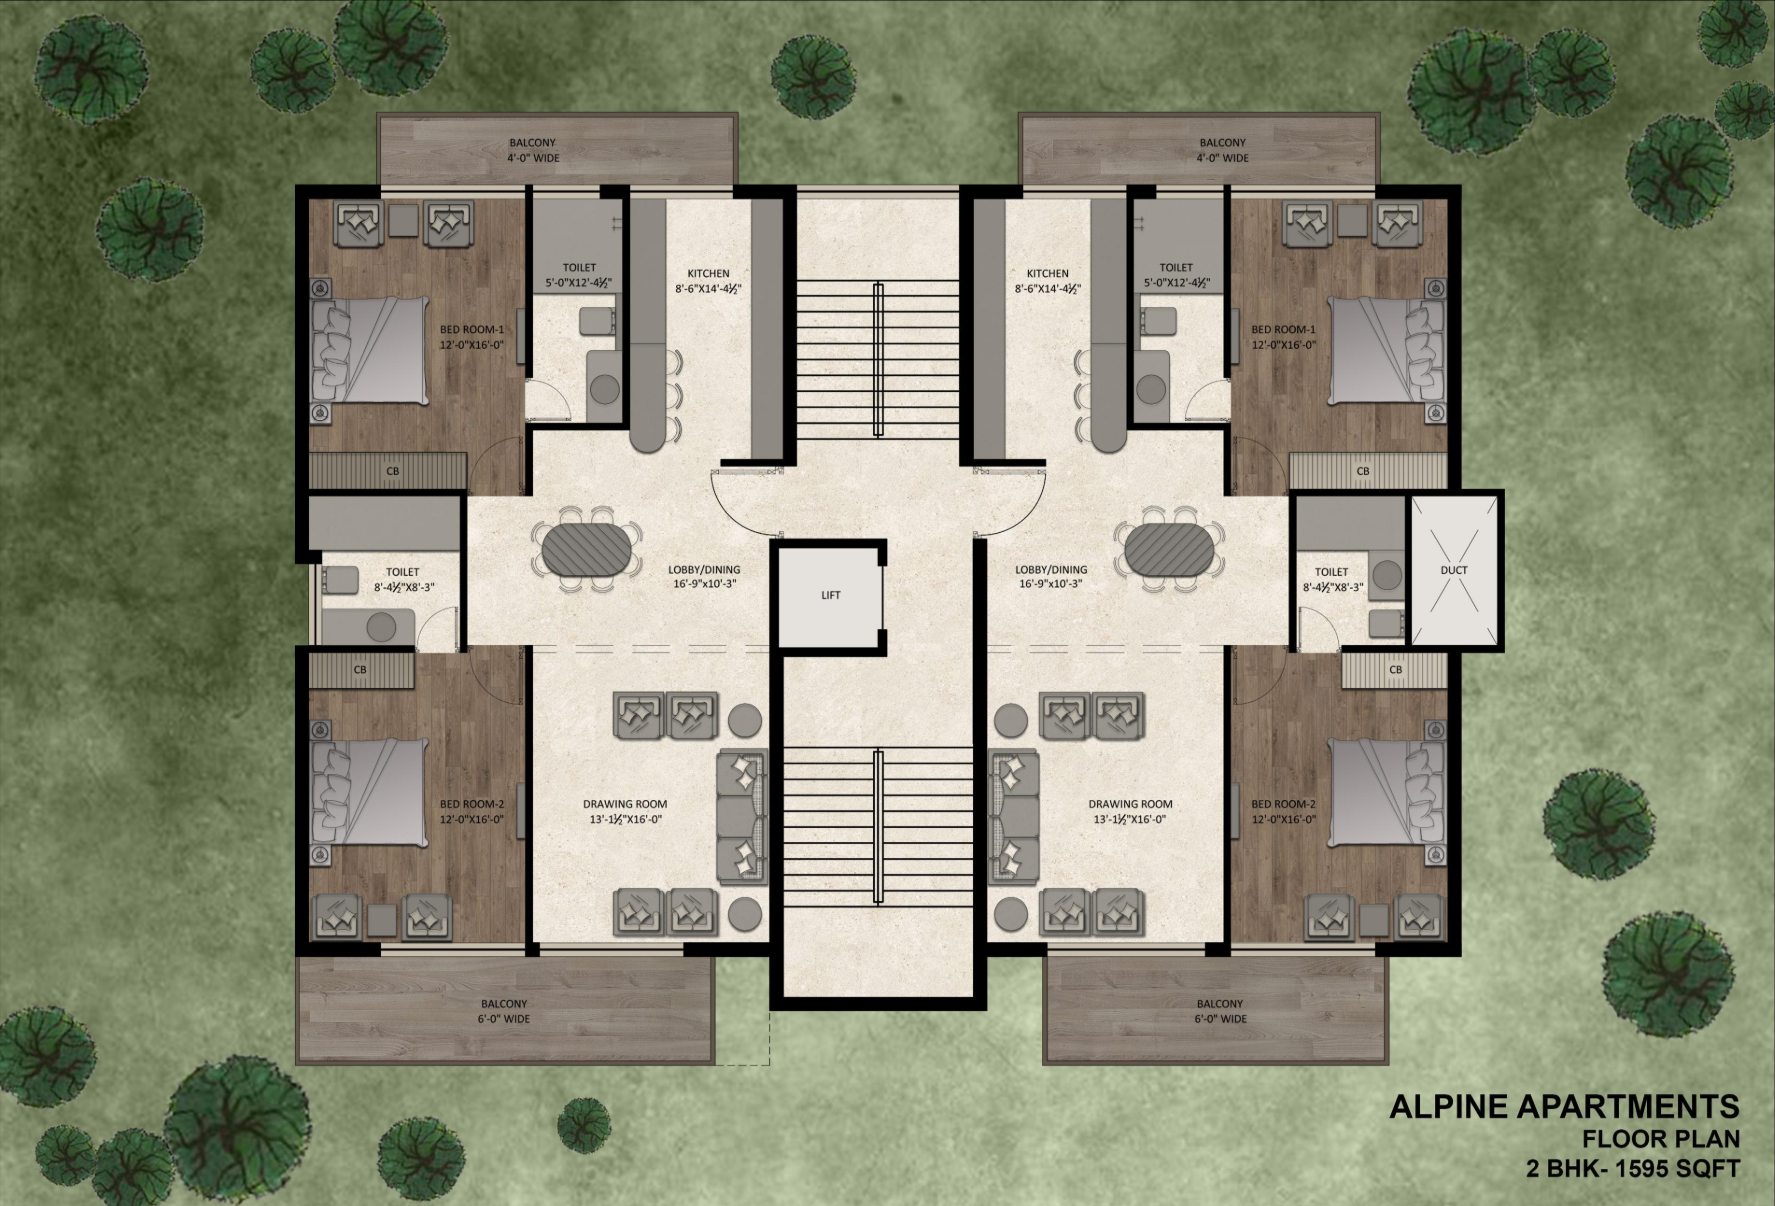 BALCONY
4'-0" WIDE
BALCONY
4'-0" WIDE
TOILET
5'-0"X12'-4½"
KITCHEN
8'-6"X14'-4½"
KITCHEN
8'-6"X14'-4½"
TOILET
5'-0"X12'-4½"
BED ROOM-1
12'-0"X16'-0"
BED ROOM-1
12'-0"X16'-0"
CB
CB
TOILET
8'-4½"X8'-3"
LOBBY/DINING
16'-9"x10'-3"
LIFT
LOBBY/DINING
16'-9"x10'-3"
TOILET
8'-4½"X8'-3"
DUCT
CB
CB
BED ROOM-2
12'-0"X16'-0"
DRAWING ROOM
13'-1½"X16'-0"
DRAWING ROOM
13'-1½"X16'-0"
BED ROOM-2
12'-0"X16'-0"
BALCONY
6'-0" WIDE
BALCONY
6'-0" WIDE
ALPINE APARTMENTS
FLOOR PLAN
2 BHK- 1595 SQFT